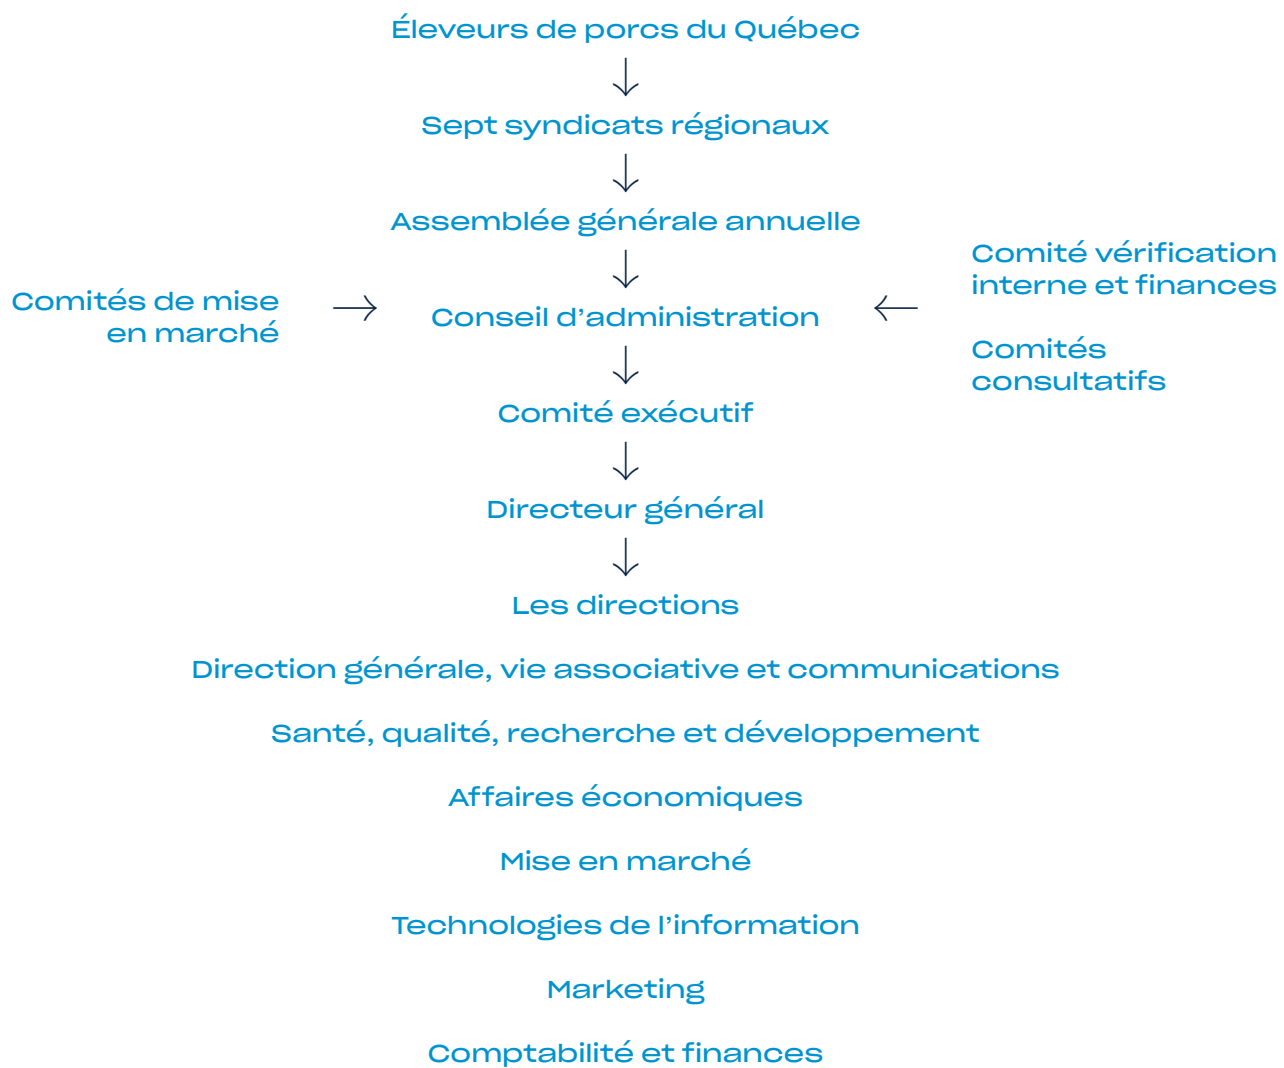 Éleveurs de porcs du Québec
Sept syndicats régionaux
Assemblée générale annuelle
Comités de mise
en marché
Conseil d’administration
Comité vérification
interne et finances
Comités
consultatifs
Comité exécutif
Directeur général
Les directions
Direction générale, vie associative et communications
Santé, qualité, recherche et développement
Affaires économiques
Mise en marché
Technologies de l’information
Marketing
Comptabilité et finances